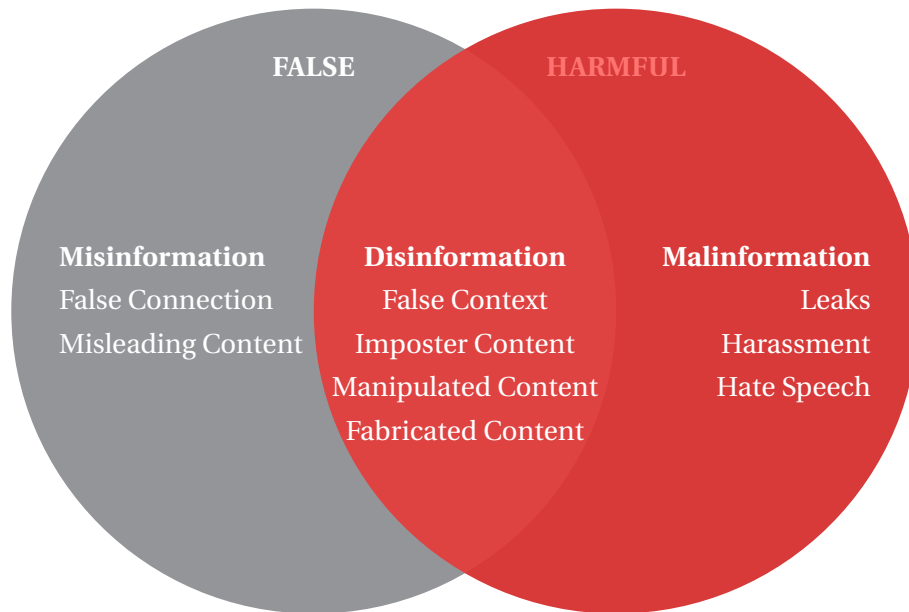 FALSE
HARMFUL
Misinformation
False Connection
Misleading Content
Disinformation
False Context
Imposter Content
Manipulated Content
Fabricated Content
Malinformation
Leaks
Harassment
Hate Speech